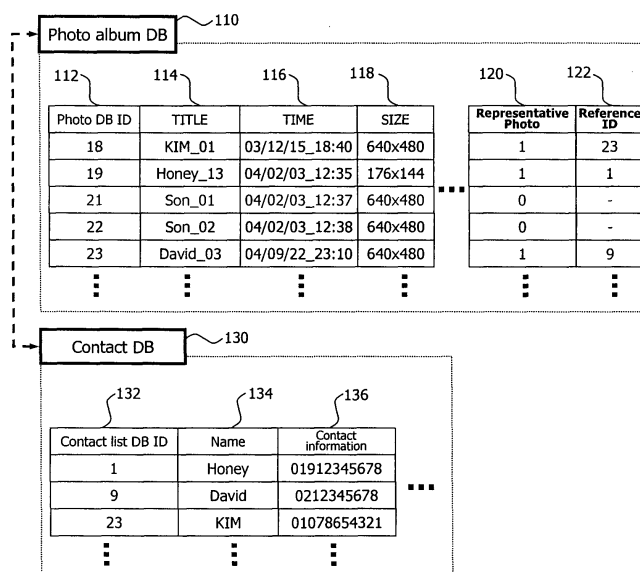 Photo album DB
110
112
114
116
118
120
122
Photo DB ID TITLE TIME SIZE Representative Photo Reference ID
18 KIM_01 03/12/15_18:40 640x480 1 23
19 Honey_13 04/02/03_12:35 176x144 1 1
21 Son_01 04/02/03_12:37 640x480 0 -
22 Son_02 04/02/03_12:38 640x480 0 -
23 David_03 04/09/22_23:10 640x480 1 9
Contact DB
130
132
134
136
Contact list DB ID Name Contact information
1 Honey 01912345678
9 David 0212345678
23 KIM 01078654321